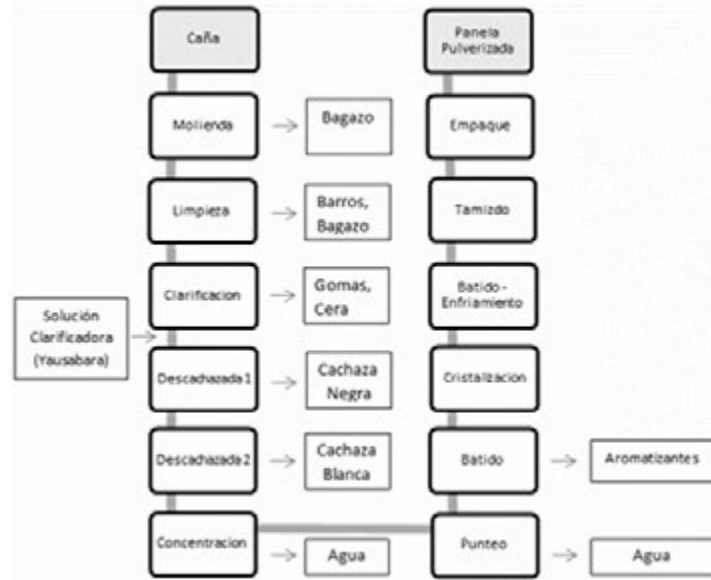 Caña
Molienda
Bagazo
Limpieza
Barros,
Bagazo
Clarificacion
Gomas,
Cera
Solución
Clarificadora
(Yausabara)
Descachazada 1
Cachaza
Negra
Descachazada 2
Cachaza
Blanca
Concentracion
Agua
Panela
Pulverizada
Empaque
Tamizdo
Batido -
Enfriamiento
Cristalizacion
Batido
Aromatizantes
Punteo
Agua